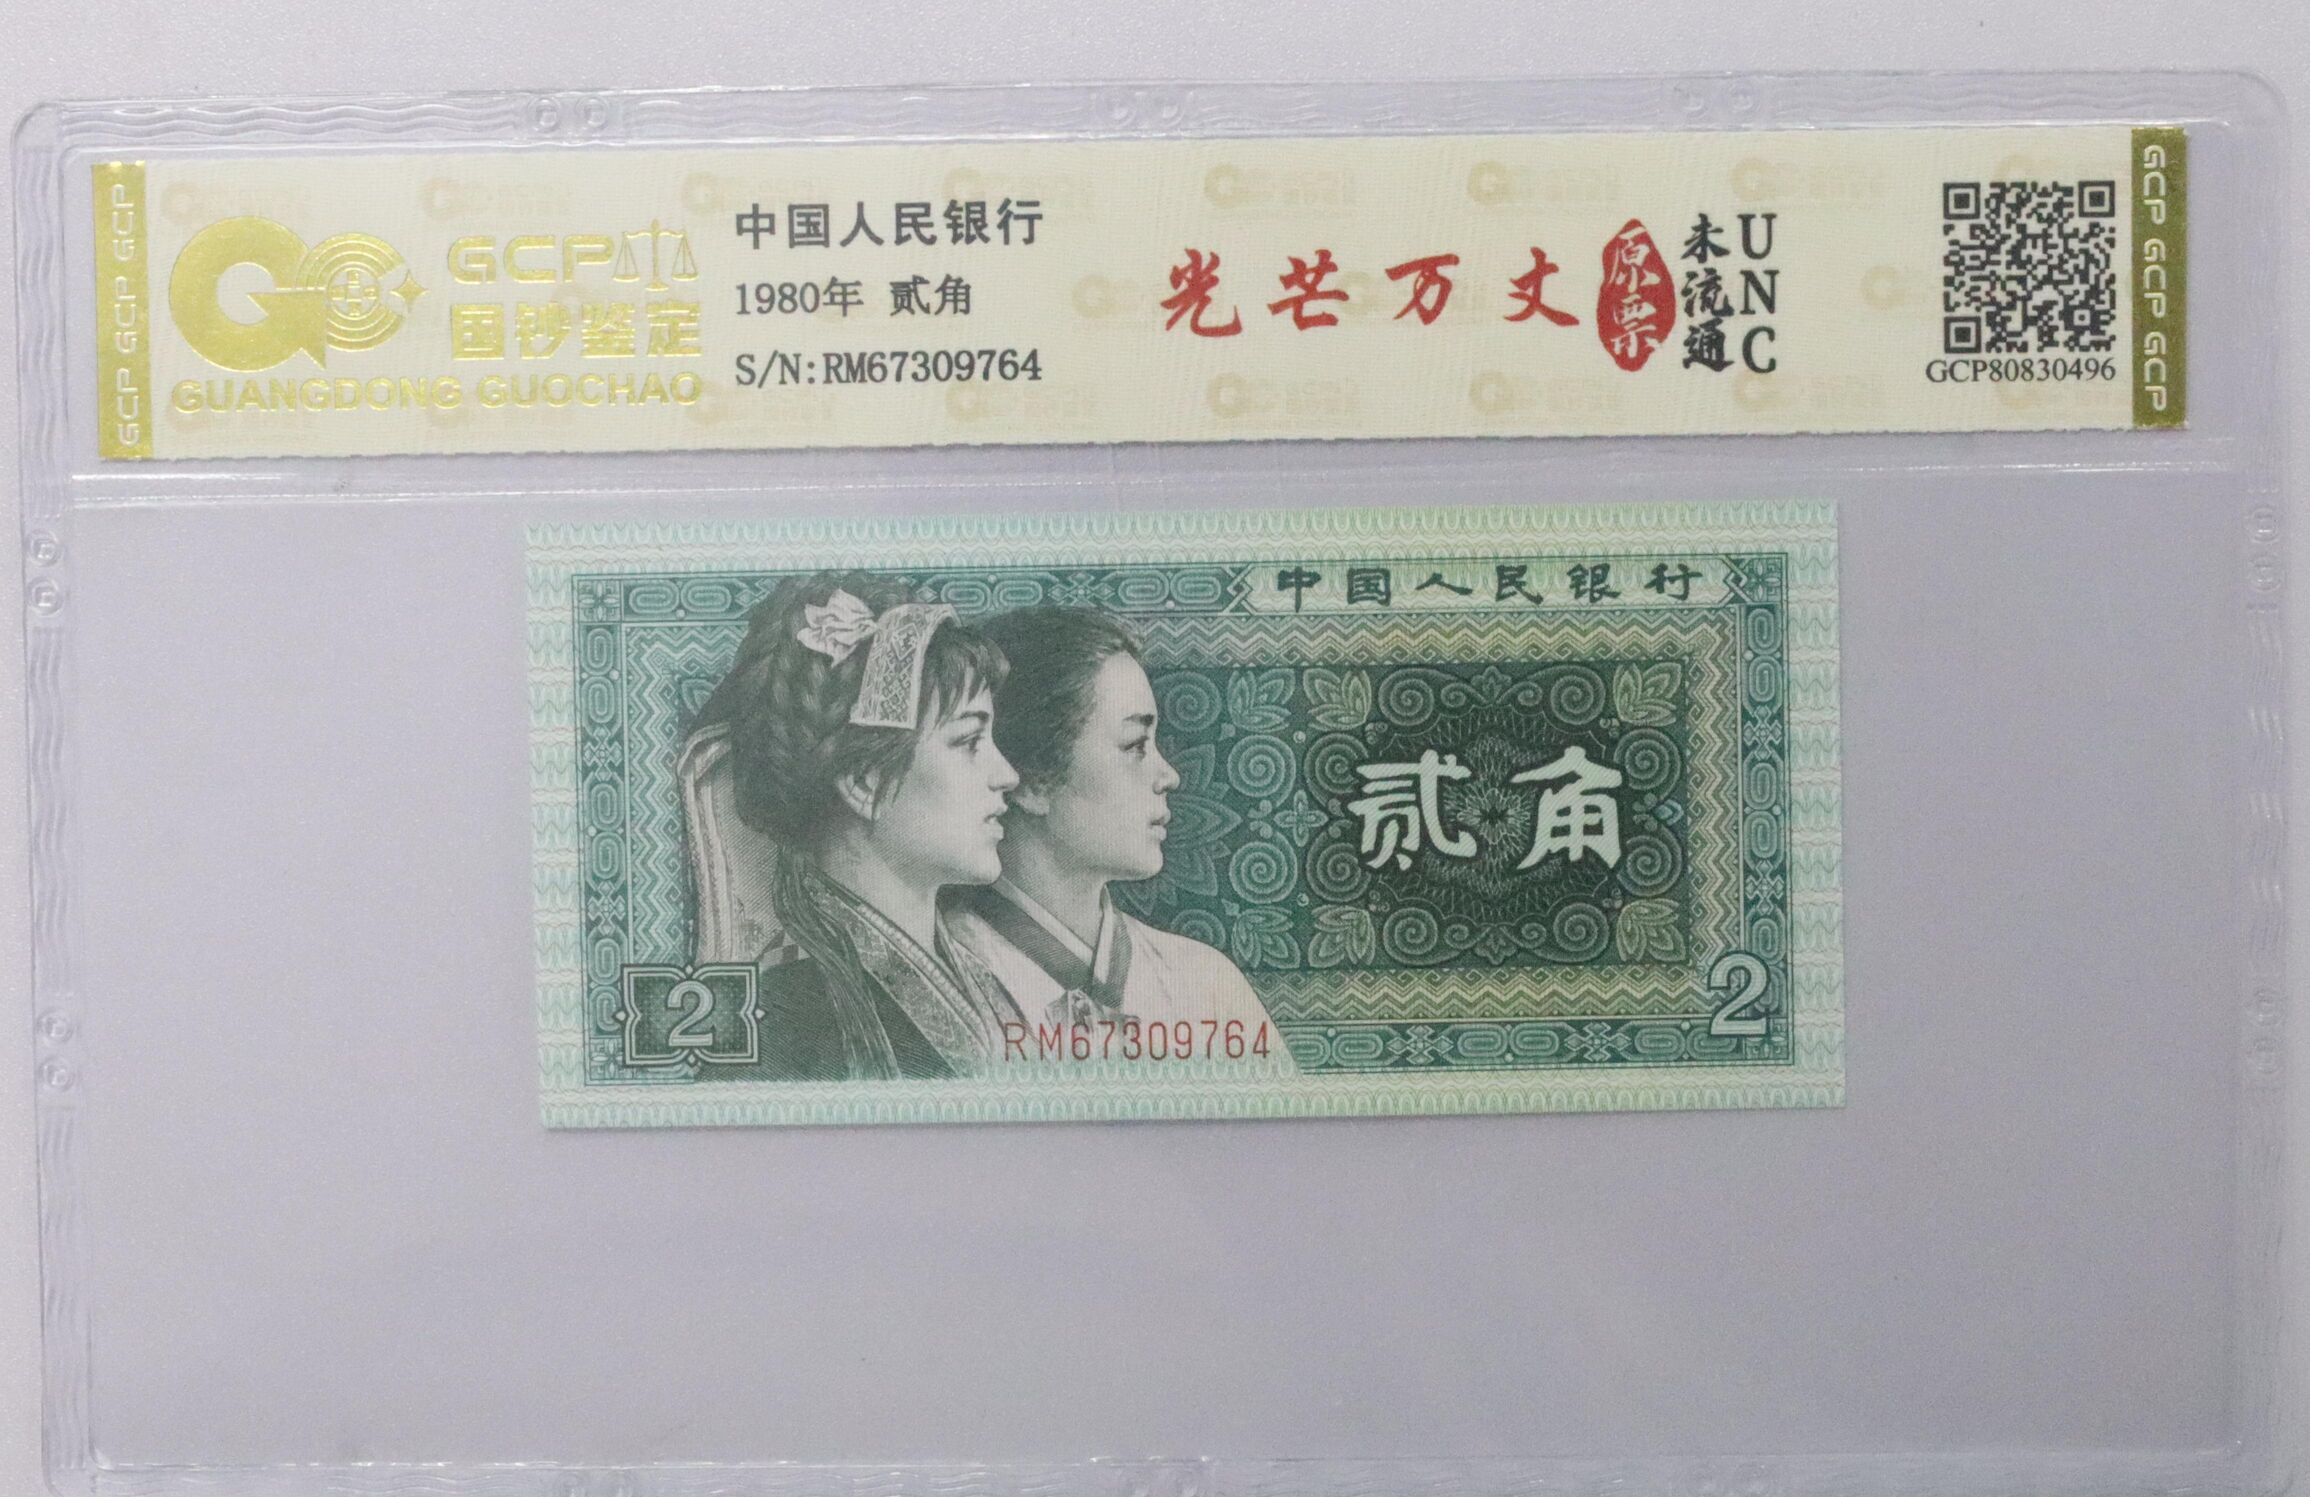 GCP GCP GCP
GCP
国钞鉴定
GUANGDONG GUOCHAO
中国人民银行
1980年 贰角
S/N:RM67309764
光芒万丈
原票
未流通
UNC
GCP80830496
GCP GCP GCP
中国人民银行
贰角
2
2
RM67309764